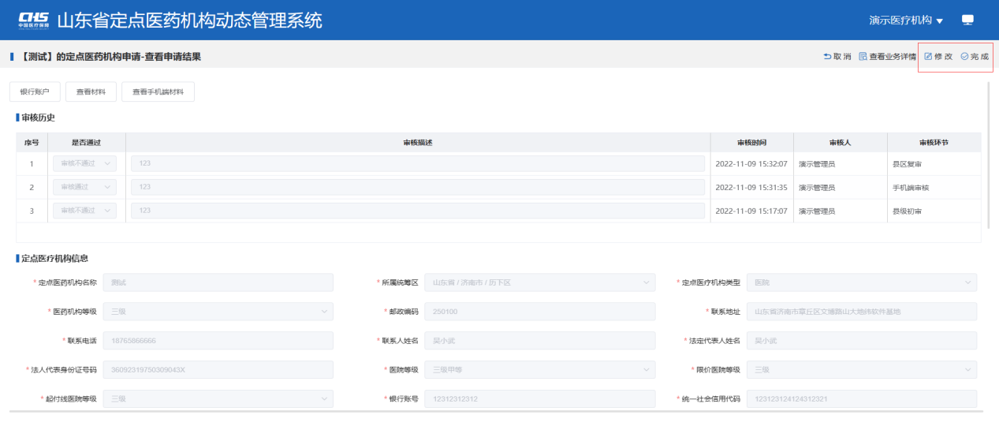 CHS 山东省定点医药机构动态管理系统 演示医疗机构
中国医疗保障
【测试】的定点医药机构申请-查看申请结果 取 消 查看业务详情 修 改 完 成
银行账户 查看材料 查看手机端材料
审核历史
序号 是否通过 审核描述 审核时间 审核人 审核环节
1 审核不通过 123 2022-11-09 15:32:07 演示管理员 县区复审
2 审核通过 123 2022-11-09 15:31:35 演示管理员 手机端审核
3 审核不通过 123 2022-11-09 15:17:07 演示管理员 县级初审
定点医疗机构信息
* 定点医药机构名称 测试 * 所属统筹区 山东省 / 济南市 / 历下区 * 定点医疗机构类型 医院
* 医药机构等级 三级 * 邮政编码 250100 * 联系地址 山东省济南市章丘区文博路山大地纬软件基地
* 联系电话 18765866666 * 联系人姓名 吴小武 * 法定代表人姓名 吴小武
* 法人代表身份证号码 36092319750309043X * 医院等级 三级甲等 * 限价医院等级 三级
* 起付线医院等级 三级 * 银行账号 12312312312 * 统一社会信用代码 123123124124312321